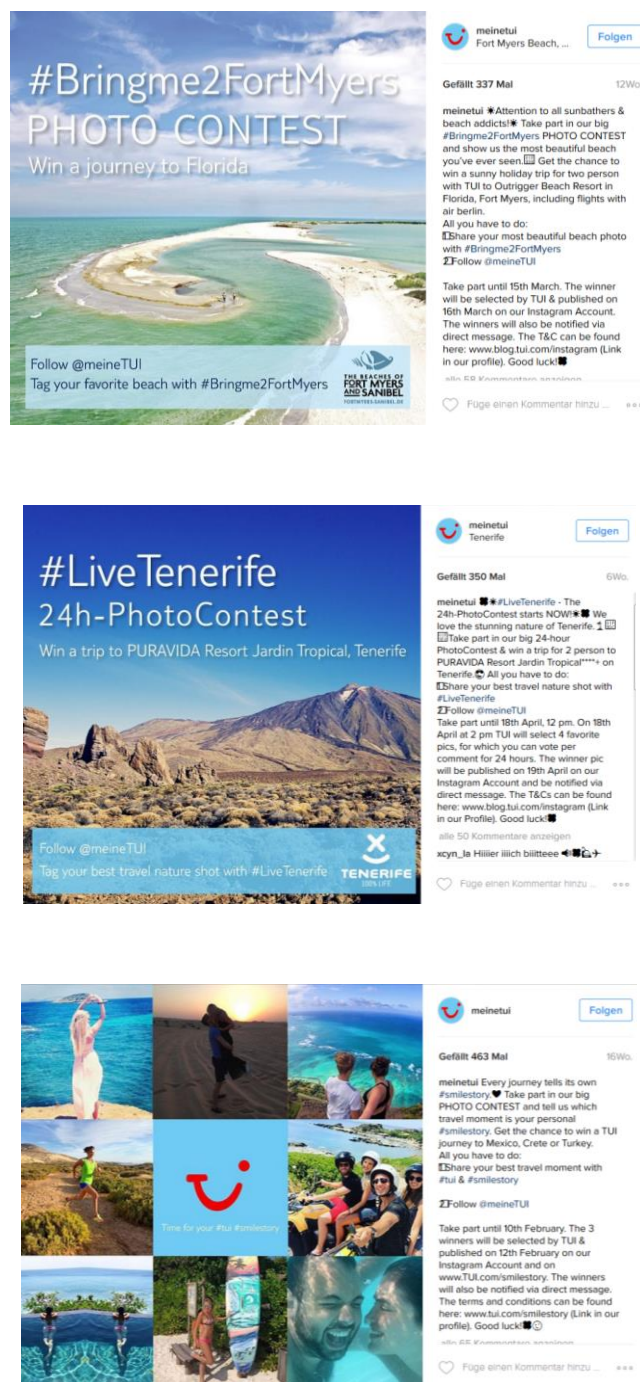 #Bringme2FortMyers
PHOTO CONTEST
Win a journey to Florida
Follow @meineTUI
Tag your favorite beach with #Bringme2FortMyers
THE BEACHES OF
FORT MYERS
AND SANIBEL
FORTMYERS-SANIBEL.DE
meinetui
Fort Myers Beach, ...
Folgen
Gefällt 337 Mal
12Wo
meinetui ☀Attention to all sunbathers &
beach addicts!☀ Take part in our big
#Bringme2FortMyers PHOTO CONTEST
and show us the most beautiful beach
you've ever seen. Get the chance to
win a sunny holiday trip for two person
with TUI to Outrigger Beach Resort in
Florida, Fort Myers, including flights with
air berlin.
All you have to do:
1Share your most beautiful beach photo
with #Bringme2FortMyers
2Follow @meineTUI
Take part until 15th March. The winner
will be selected by TUI & published on
16th March on our Instagram Account.
The winners will also be notified via
direct message. The T&C can be found
here: www.blog.tui.com/instagram (Link
in our profile). Good luck!🍀
alle 58 Kommentare anzeigen
Füge einen Kommentar hinzu ...
#LiveTenerife
24h-PhotoContest
Win a trip to PURAVIDA Resort Jardin Tropical, Tenerife
Follow @meineTUI
Tag your best travel nature shot with #LiveTenerife
TENERIFE
100% LIFE
meinetui
Tenerife
Folgen
Gefällt 350 Mal
6Wo.
meinetui 🍀☀#LiveTenerife - The
24h-PhotoContest starts NOW!☀🍀 We
love the stunning nature of Tenerife.
Take part in our big 24-hour
PhotoContest & win a trip for 2 person to
PURAVIDA Resort Jardin Tropical****+ on
Tenerife.😎 All you have to do:
1Share your best travel nature shot with
#LiveTenerife
2Follow @meineTUI
Take part until 18th April, 12 pm. On 18th
April at 2 pm TUI will select 4 favorite
pics, for which you can vote per
comment for 24 hours. The winner pic
will be published on 19th April on our
Instagram Account and be notified via
direct message. The T&Cs can be found
here: www.blog.tui.com/instagram (Link
in our Profile). Good luck!🍀
alle 50 Kommentare anzeigen
xcyn_la Hiiiier iiiich biiitteee
Füge einen Kommentar hinzu ...
Time for your #tui #smilestory
meinetui
Folgen
Gefällt 463 Mal
16Wo.
meinetui Every journey tells its own
#smilestory.❤ Take part in our big
PHOTO CONTEST and tell us which
travel moment is your personal
#smilestory. Get the chance to win a TUI
journey to Mexico, Crete or Turkey.
All you have to do:
1Share your best travel moment with
#tui & #smilestory
2Follow @meineTUI
Take part until 10th February. The 3
winners will be selected by TUI &
published on 12th February on our
Instagram Account and on
www.TUI.com/smilestory. The winners
will also be notified via direct message.
The terms and conditions can be found
here: www.tui.com/smilestory (Link in our
profile). Good luck!🍀☺
alle 65 Kommentare anzeigen
Füge einen Kommentar hinzu ...